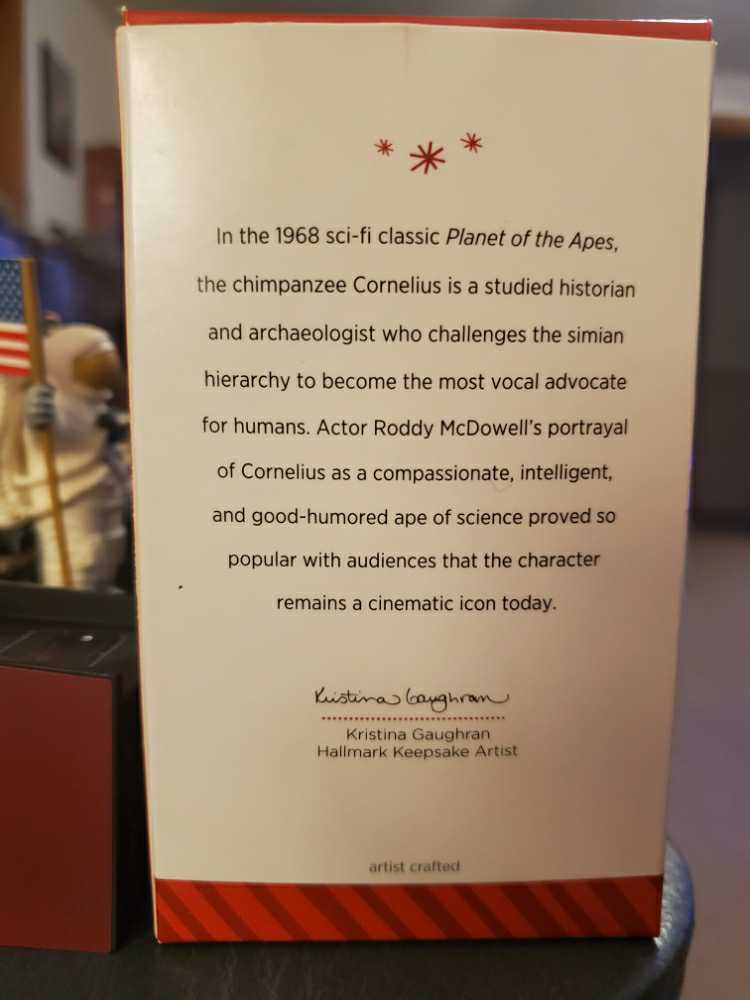 In the 1968 sci-fi classic Planet of the Apes,
the chimpanzee Cornelius is a studied historian
and archaeologist who challenges the simian
hierarchy to become the most vocal advocate
for humans. Actor Roddy McDowell's portrayal
of Cornelius as a compassionate, intelligent,
and good-humored ape of science proved so
popular with audiences that the character
remains a cinematic icon today.
Kristina Gaughran
Kristina Gaughran
Hallmark Keepsake Artist
artist crafted